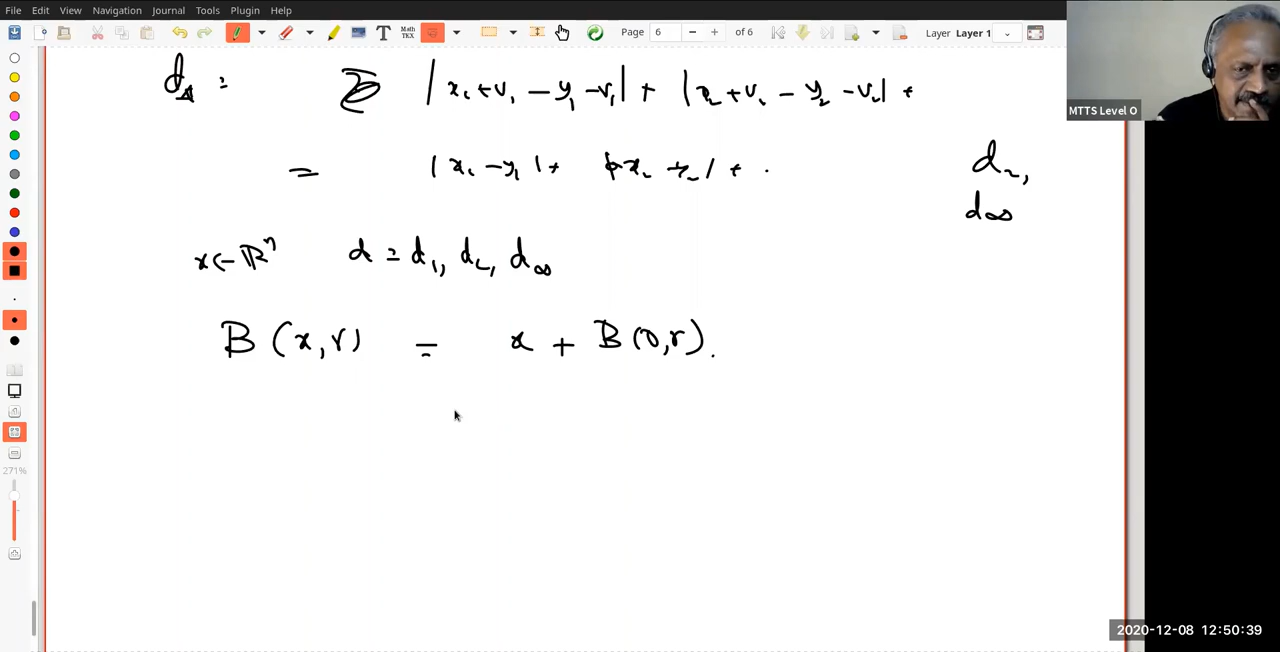 File Edit View Navigation Journal Tools Plugin Help
Page 6 of 6 Layer Layer 1
MTTS Level O
d₁ = |x₁+v₁ - y₁ - v₁| + |x₂+v₂ - y₂ - v₂| +
= |x₁ - y₁| + |x₂ - y₂| + .
d₂,
d∞
x ∈ ℝⁿ d = d₁, d₂, d∞
B(x,r) = x + B(0,r).
271%
2020-12-08 12:50:39